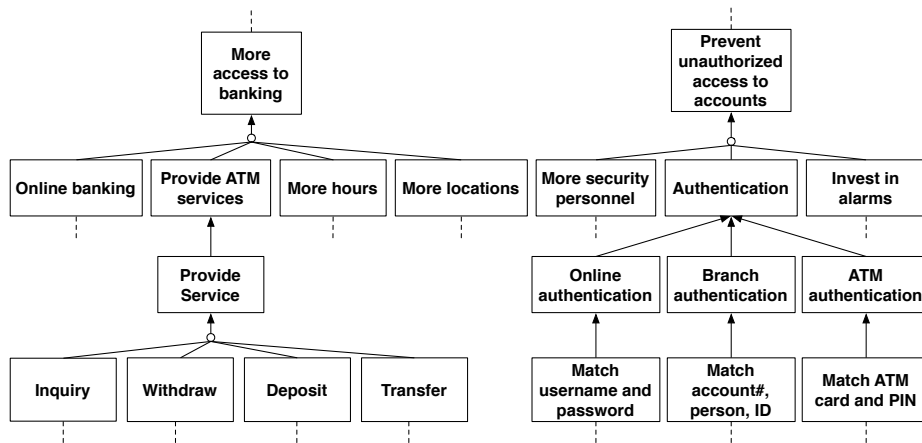 More
access to
banking
Prevent
unauthorized
access to
accounts
Online banking
Provide ATM
services
More hours
More locations
More security
personnel
Authentication
Invest in
alarms
Provide
Service
Online
authentication
Branch
authentication
ATM
authentication
Inquiry
Withdraw
Deposit
Transfer
Match
username and
password
Match
account#,
person, ID
Match ATM
card and PIN